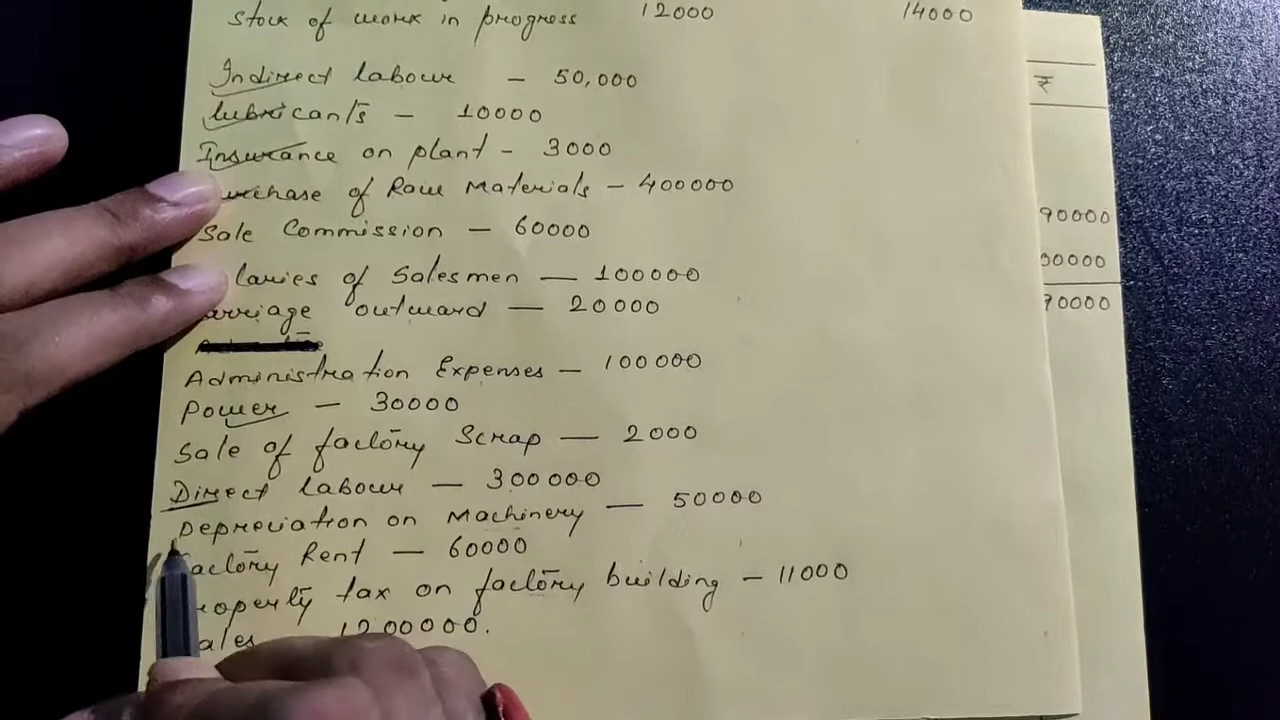 Stock of work in progress 12000 14000
Indirect labour - 50,000
lubricants - 10000
Insurance on plant - 3000
Purchase of Raw Materials - 400000
Sale Commission - 60000
laries of Salesmen - 100000
arriage outward - 20000
Administration Expenses - 100000
Power - 30000
Sale of factory Scrap - 2000
Direct labour - 300000
Depreciation on Machinery - 50000
actory Rent - 60000
roperty tax on factory building - 11000
ales 1200000.
₹
90000
00000
70000